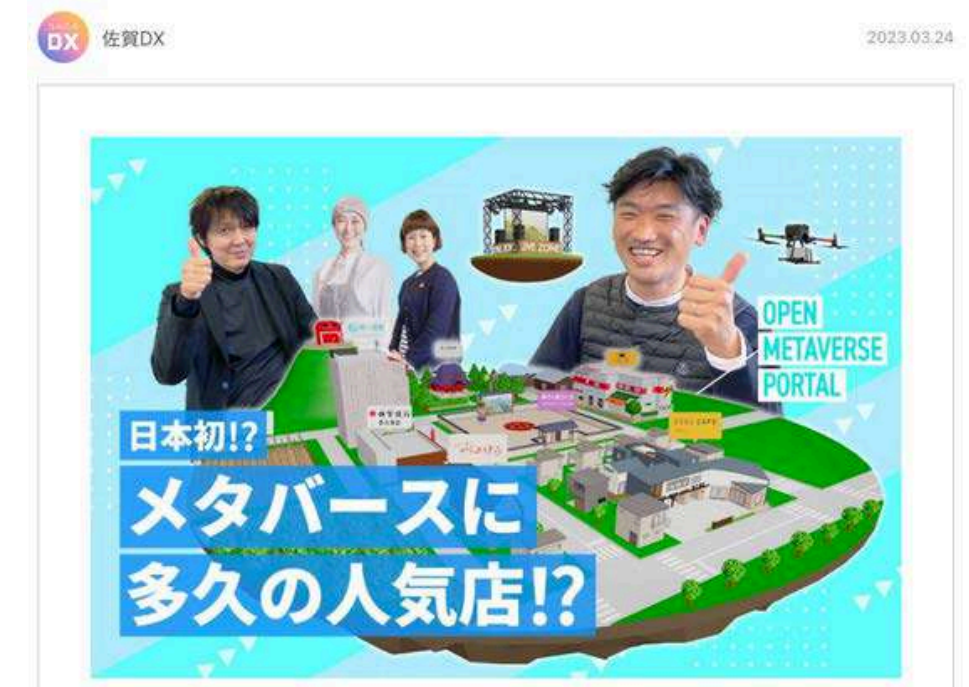 DX
佐賀DX
2023.03.24
OPEN
METAVERSE
PORTAL
日本初!?
メタバースに
多久の人気店!?